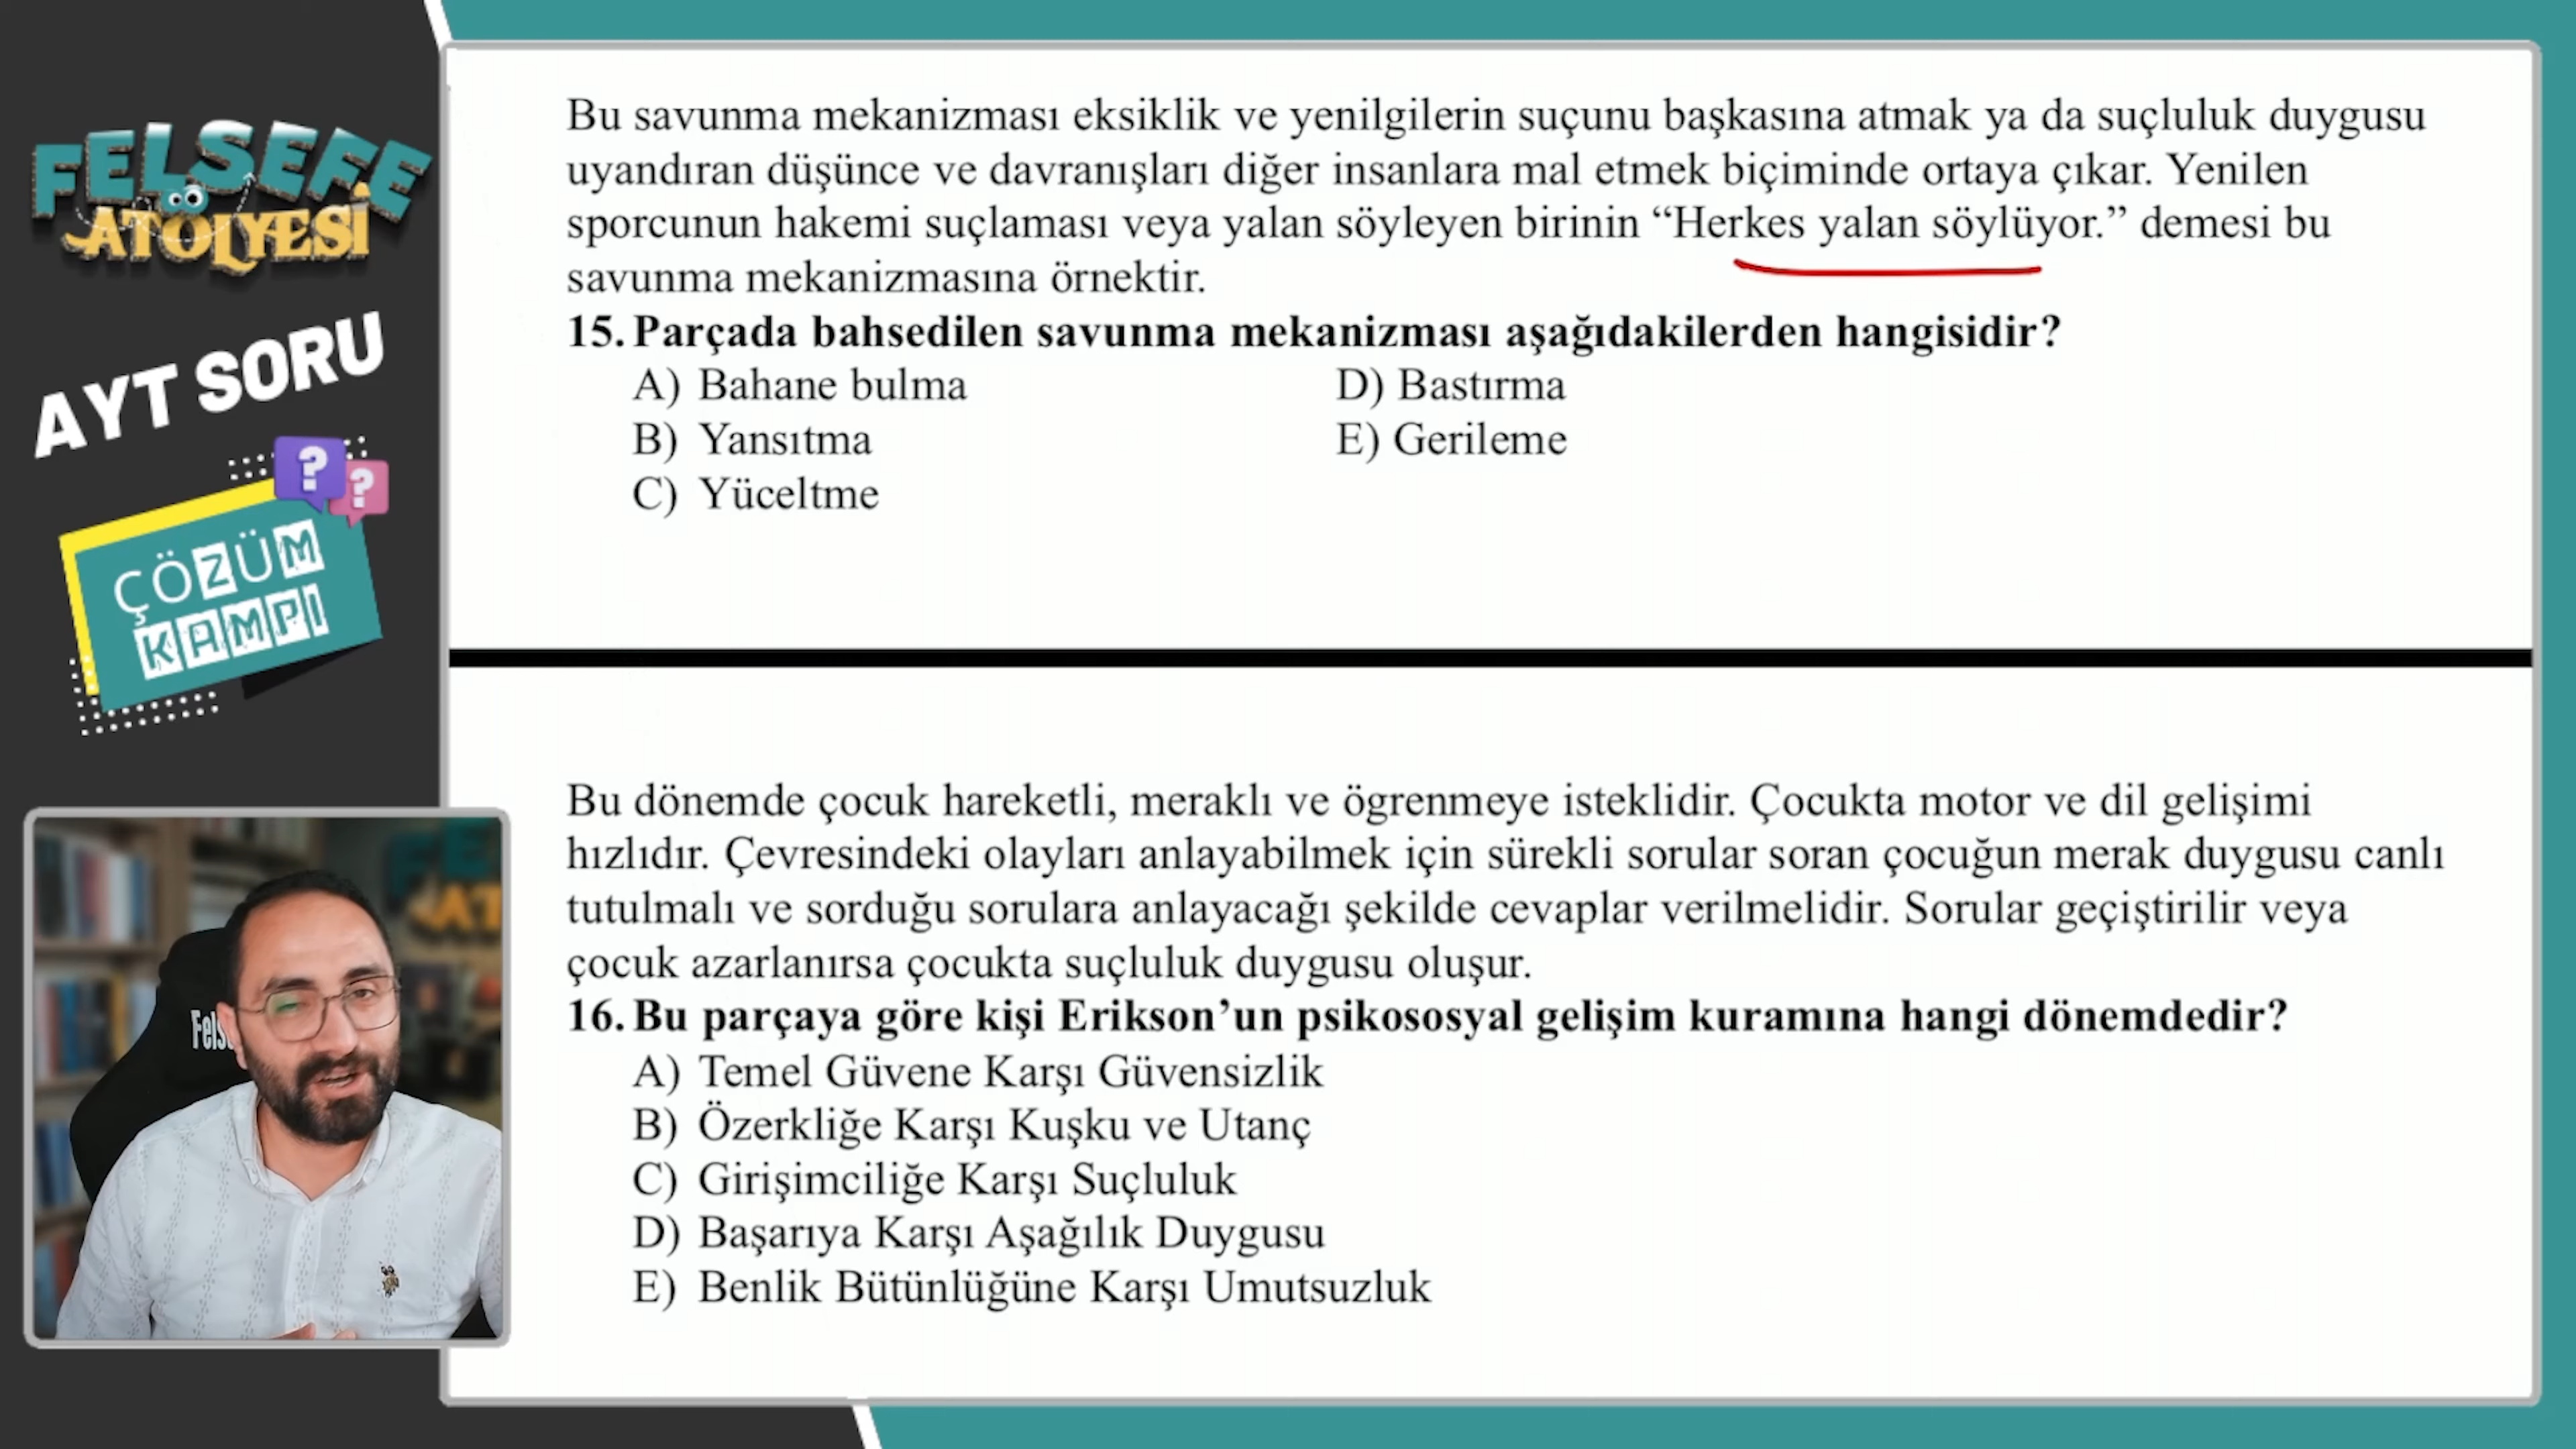 FELSEFE
ATÖLYESİ
AYT SORU
? ?
ÇÖZÜM
KAMPI
Bu savunma mekanizması eksiklik ve yenilgilerin suçunu başkasına atmak ya da suçluluk duygusu
uyandıran düşünce ve davranışları diğer insanlara mal etmek biçiminde ortaya çıkar. Yenilen
sporcunun hakemi suçlaması veya yalan söyleyen birinin “Herkes yalan söylüyor.” demesi bu
savunma mekanizmasına örnektir.
15. Parçada bahsedilen savunma mekanizması aşağıdakilerden hangisidir?
A) Bahane bulma
B) Yansıtma
C) Yüceltme
D) Bastırma
E) Gerileme
Bu dönemde çocuk hareketli, meraklı ve ögrenmeye isteklidir. Çocukta motor ve dil gelişimi
hızlıdır. Çevresindeki olayları anlayabilmek için sürekli sorular soran çocuğun merak duygusu canlı
tutulmalı ve sorduğu sorulara anlayacağı şekilde cevaplar verilmelidir. Sorular geçiştirilir veya
çocuk azarlanırsa çocukta suçluluk duygusu oluşur.
16. Bu parçaya göre kişi Erikson’un psikososyal gelişim kuramına hangi dönemdedir?
A) Temel Güvene Karşı Güvensizlik
B) Özerkliğe Karşı Kuşku ve Utanç
C) Girişimciliğe Karşı Suçluluk
D) Başarıya Karşı Aşağılık Duygusu
E) Benlik Bütünlüğüne Karşı Umutsuzluk